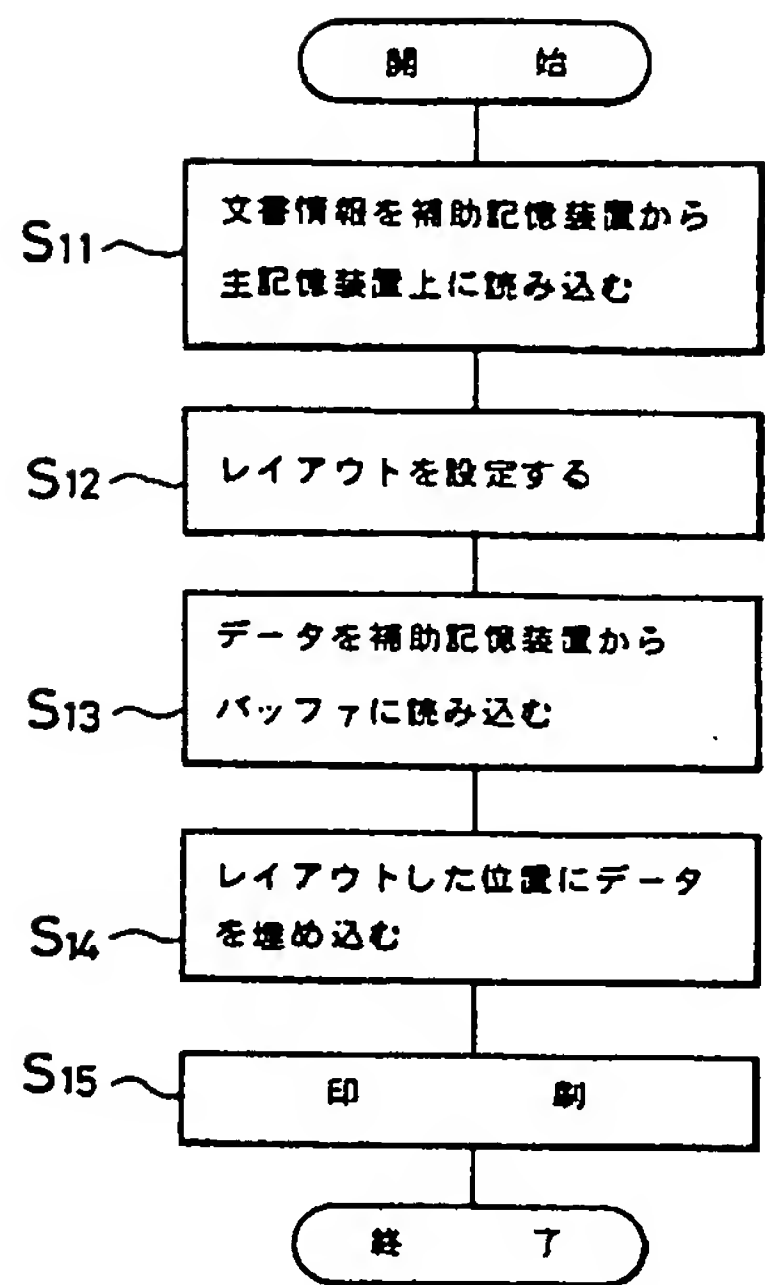 開 始
S11
文書情報を補助記憶装置から
主記憶装置上に読み込む
S12
レイアウトを設定する
S13
データを補助記憶装置から
バッファに読み込む
S14
レイアウトした位置にデータ
を埋め込む
S15
印 刷
終 了